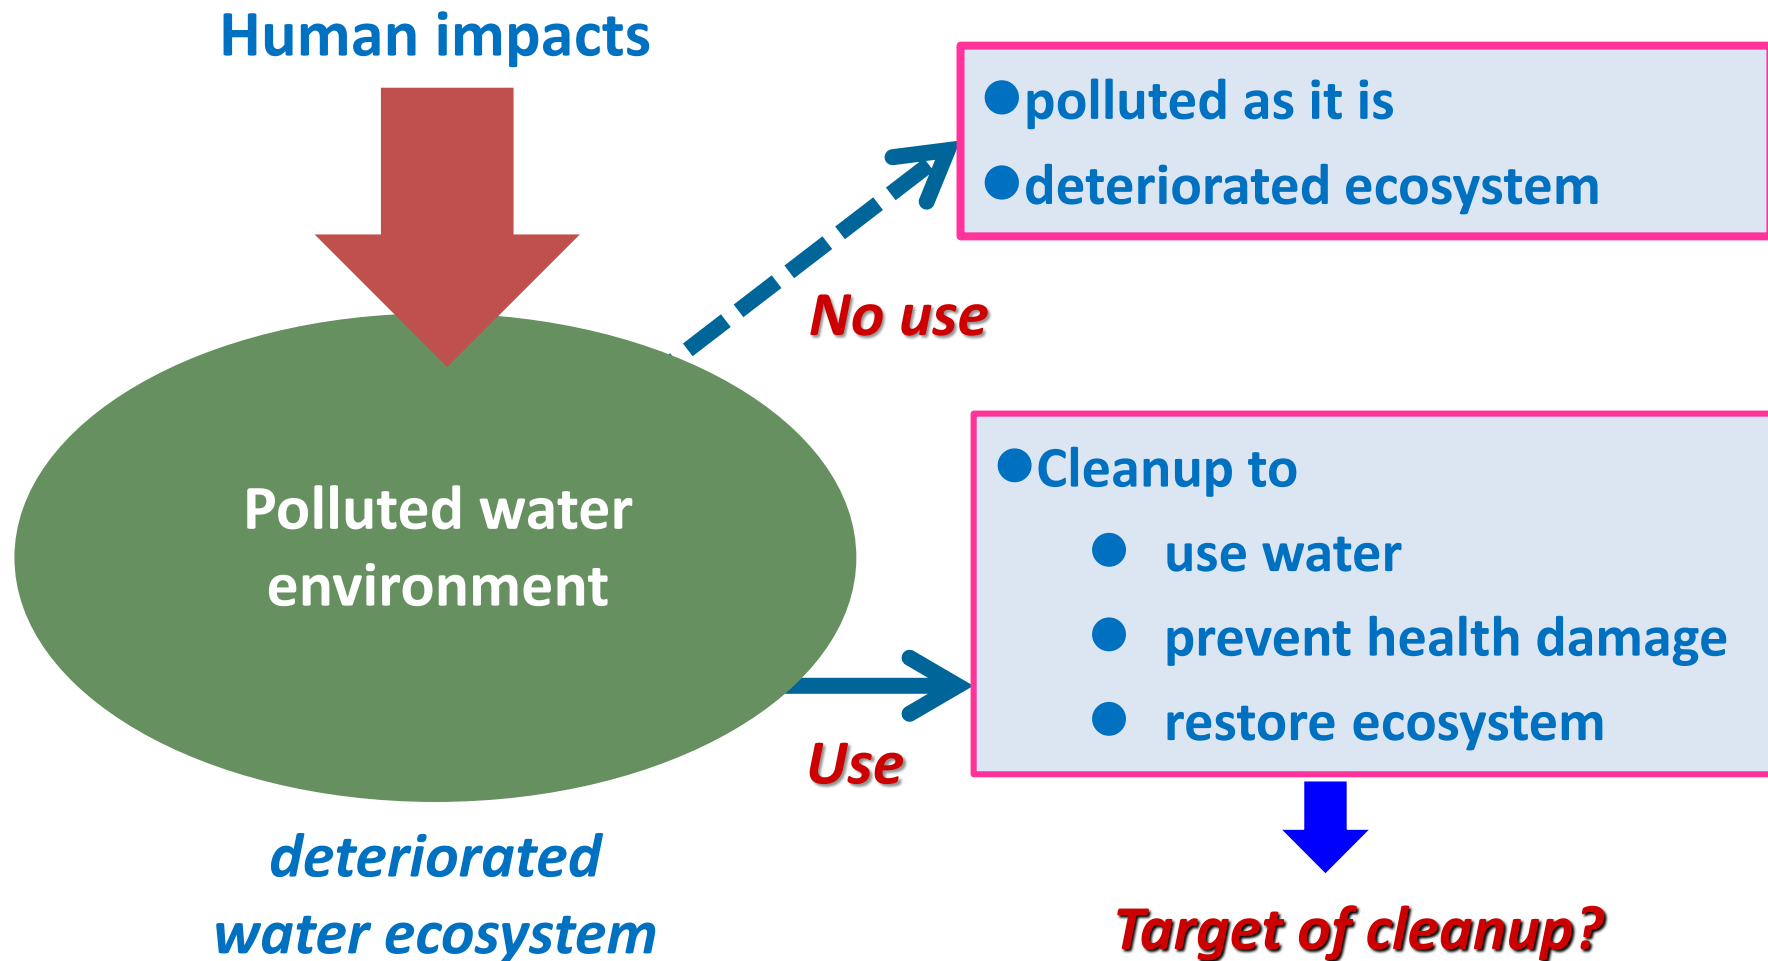 Human impacts
●polluted as it is
●deteriorated ecosystem
No use
Polluted water
environment
●Cleanup to
● use water
● prevent health damage
● restore ecosystem
Use
deteriorated
water ecosystem
Target of cleanup?